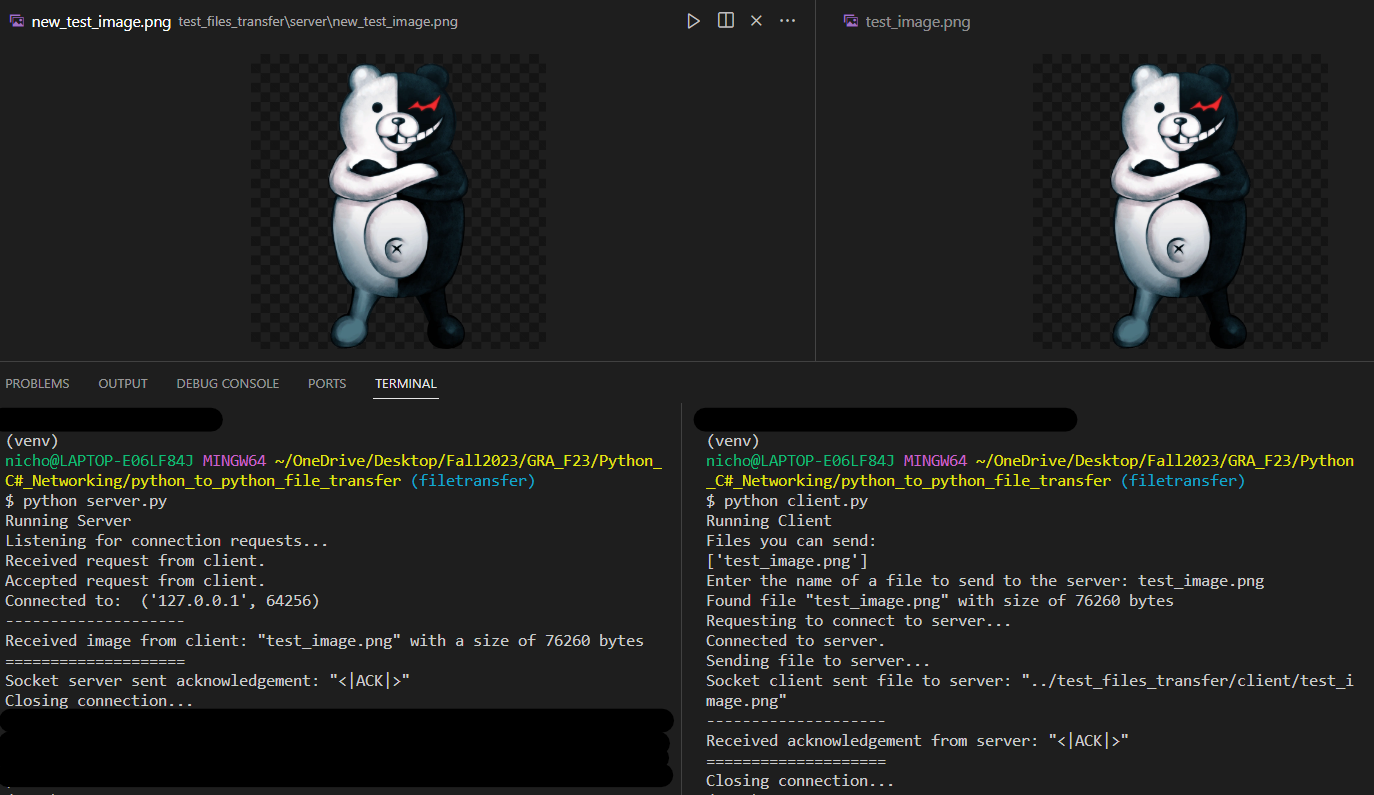 new_test_image.png test_files_transfer\server\new_test_image.png
test_image.png
PROBLEMS OUTPUT DEBUG CONSOLE PORTS TERMINAL
(venv)
nicho@LAPTOP-E06LF84J MINGW64 ~/OneDrive/Desktop/Fall2023/GRA_F23/Python_
C#_Networking/python_to_python_file_transfer (filetransfer)
$ python server.py
Running Server
Listening for connection requests...
Received request from client.
Accepted request from client.
Connected to:  ('127.0.0.1', 64256)
--------------------
Received image from client: "test_image.png" with a size of 76260 bytes
====================
Socket server sent acknowledgement: "<|ACK|>"
Closing connection...
(venv)
nicho@LAPTOP-E06LF84J MINGW64 ~/OneDrive/Desktop/Fall2023/GRA_F23/Python
_C#_Networking/python_to_python_file_transfer (filetransfer)
$ python client.py
Running Client
Files you can send:
['test_image.png']
Enter the name of a file to send to the server: test_image.png
Found file "test_image.png" with size of 76260 bytes
Requesting to connect to server...
Connected to server.
Sending file to server...
Socket client sent file to server: "../test_files_transfer/client/test_i
mage.png"
--------------------
Received acknowledgement from server: "<|ACK|>"
====================
Closing connection...